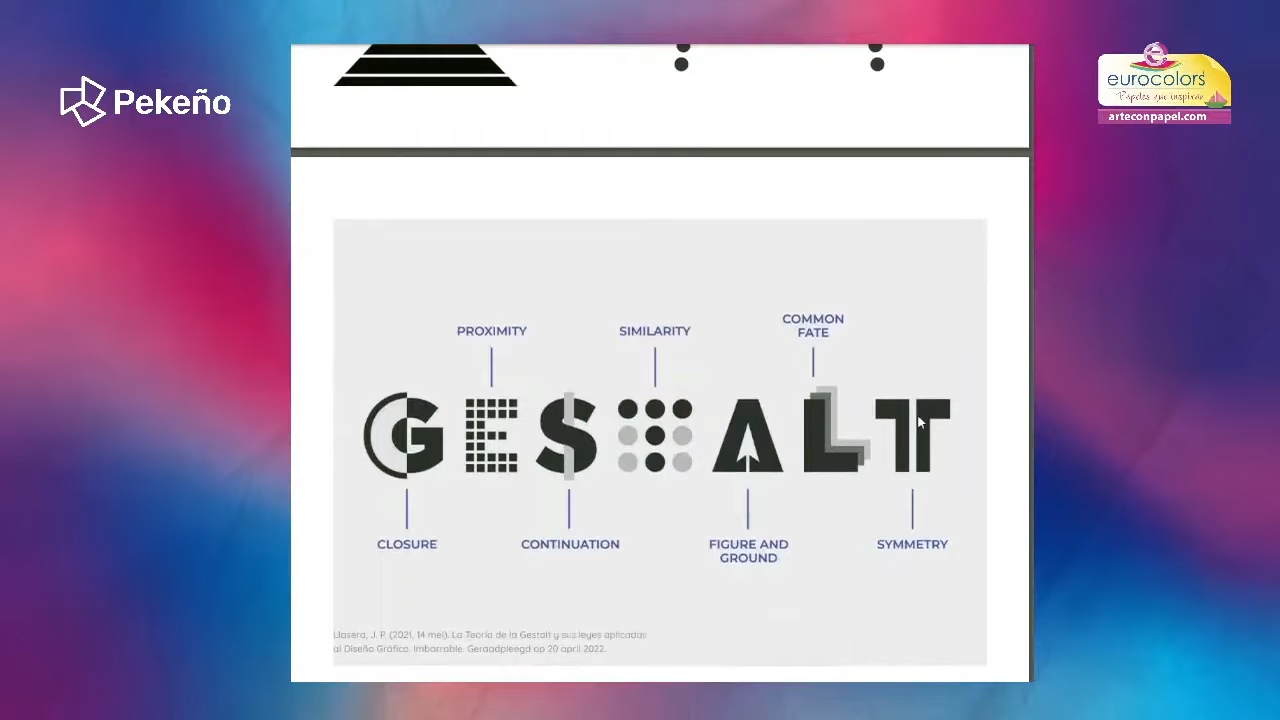 Pekeño
eurocolors
Papeles que inspiran
arteconpapel.com
PROXIMITY
SIMILARITY
COMMON
FATE
GESTALT
CLOSURE
CONTINUATION
FIGURE AND
GROUND
SYMMETRY
Llasera, J. P. (2021, 14 mei). La Teoría de la Gestalt y sus leyes aplicadas
al Diseño Gráfico. Imborrable. Geraadpleegd op 20 april 2022.